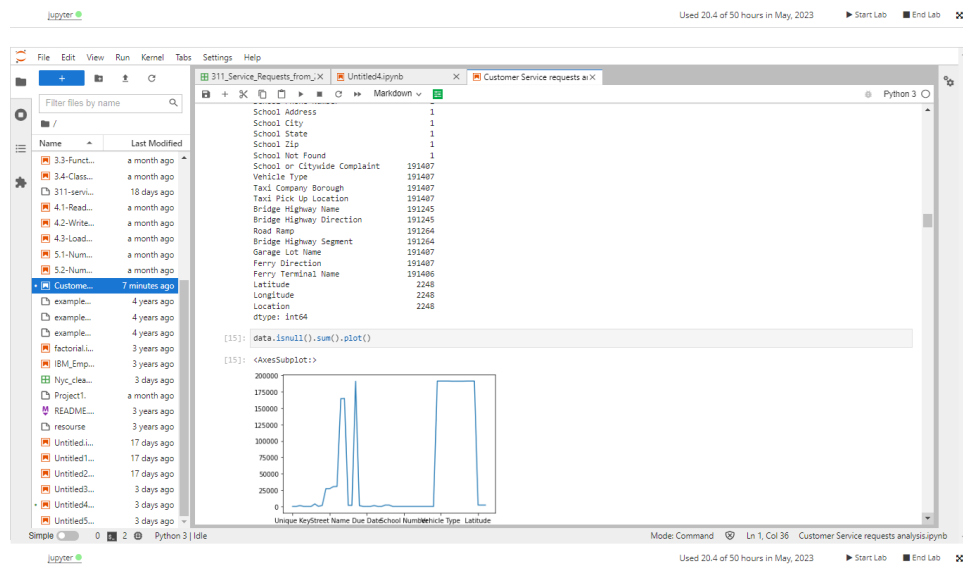 jupyter
Used 20.4 of 50 hours in May, 2023 Start Lab End Lab
File Edit View Run Kernel Tabs Settings Help
311_Service_Requests_from_ Untitled4.ipynb Customer Service requests
Filter files by name
Markdown
Python 3
/
Name Last Modified
3.3-Funct... a month ago
3.4-Class... a month ago
311-servi... 18 days ago
4.1-Read... a month ago
4.2-Write... a month ago
4.3-Load... a month ago
5.1-Num... a month ago
5.2-Num... a month ago
Custome... 7 minutes ago
example... 4 years ago
example... 4 years ago
example... 4 years ago
factorial.i... 3 years ago
IBM_Emp... 3 years ago
Nyc_clea... 3 days ago
Project1. a month ago
README.... 3 years ago
resourse 3 years ago
Untitled.i... 17 days ago
Untitled1... 17 days ago
Untitled2... 17 days ago
Untitled3... 3 days ago
Untitled4... 3 days ago
Untitled5... 3 days ago
School Address 1
School City 1
School State 1
School Zip 1
School Not Found 1
School or Citywide Complaint 191407
Vehicle Type 191407
Taxi Company Borough 191407
Taxi Pick Up Location 191407
Bridge Highway Name 191245
Bridge Highway Direction 191245
Road Ramp 191264
Bridge Highway Segment 191264
Garage Lot Name 191407
Ferry Direction 191407
Ferry Terminal Name 191406
Latitude 2248
Longitude 2248
Location 2248
dtype: int64
[15]: data.isnull().sum().plot()
[15]: <AxesSubplot:>
200000
175000
150000
125000
100000
75000
50000
25000
0
Unique Key Street Name Due Date School Number Vehicle Type Latitude
Simple 0 2 Python 3 | Idle
Mode: Command Ln 1, Col 36 Customer Service requests analysis.ipynb
jupyter
Used 20.4 of 50 hours in May, 2023 Start Lab End Lab